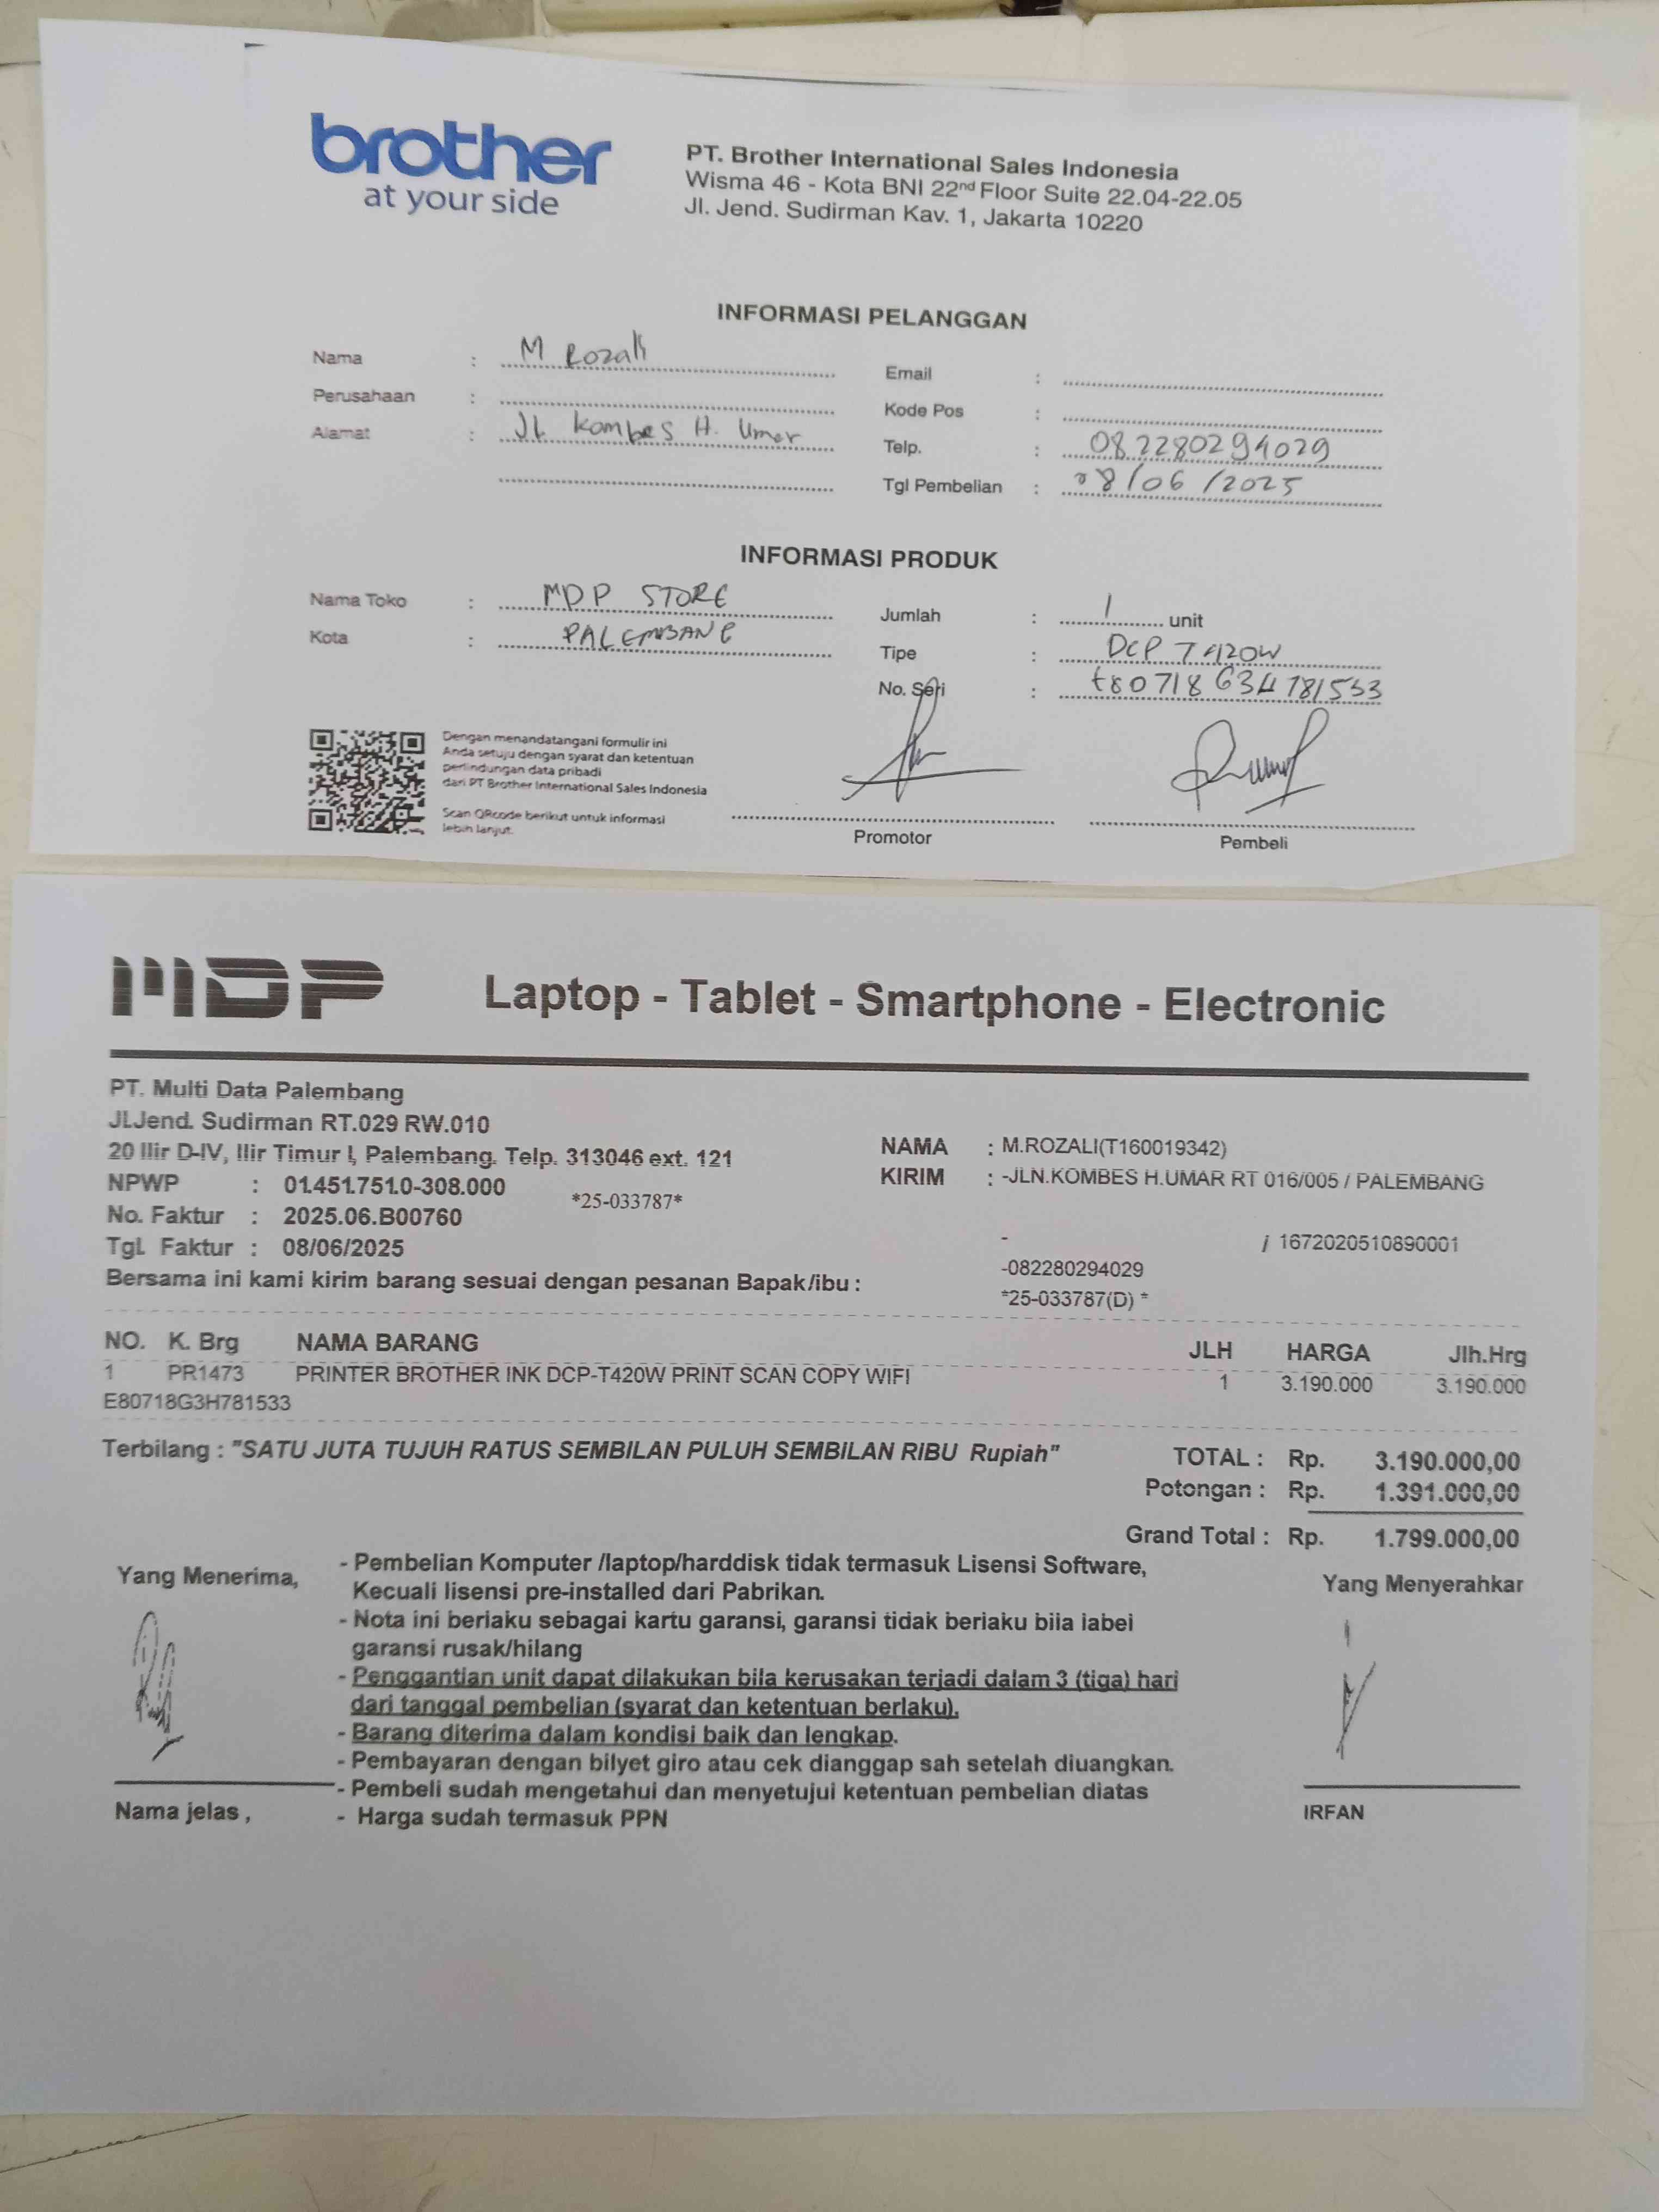 brother
at your side
PT. Brother International Sales Indonesia
Wisma 46 - Kota BNI 22nd Floor Suite 22.04-22.05
Jl. Jend. Sudirman Kav. 1, Jakarta 10220
INFORMASI PELANGGAN
Nama : M Rozali
Perusahaan :
Alamat : Jl. Kombes H. Umar
Email :
Kode Pos :
Telp. : 082280294029
Tgl Pembelian : 08/06/2025
INFORMASI PRODUK
Nama Toko : MDP STORE
Kota : PALEMBANG
Jumlah : 1 unit
Tipe : DCP T420W
No. Seri :
Dengan menandatangani formulir ini
Anda setuju dengan syarat dan ketentuan
perlindungan data pribadi
dari PT Brother International Sales Indonesia
Scan QRcode berikut untuk informasi
lebih lanjut.
Promotor
Pembeli
MDP Laptop - Tablet - Smartphone - Electronic
PT. Multi Data Palembang
Jl.Jend. Sudirman RT.029 RW.010
20 Ilir D-IV, Ilir Timur I, Palembang. Telp. 313046 ext. 121
NPWP : 01.451.751.0-308.000
*25-033787*
No. Faktur : 2025.06.B00760
Tgl. Faktur : 08/06/2025
Bersama ini kami kirim barang sesuai dengan pesanan Bapak/ibu :
NAMA : M.ROZALI(T160019342)
KIRIM : -JLN.KOMBES H.UMAR RT 016/005 / PALEMBANG
- / 1672020510890001
-082280294029
*25-033787(D) *
NO. K. Brg NAMA BARANG JLH HARGA Jlh.Hrg
1 PR1473 PRINTER BROTHER INK DCP-T420W PRINT SCAN COPY WIFI 1 3.190.000 3.190.000
E80718G3H781533
Terbilang : "SATU JUTA TUJUH RATUS SEMBILAN PULUH SEMBILAN RIBU Rupiah"
TOTAL : Rp. 3.190.000,00
Potongan : Rp. 1.391.000,00
Grand Total : Rp. 1.799.000,00
Yang Menerima,
- Pembelian Komputer /laptop/harddisk tidak termasuk Lisensi Software,
Kecuali lisensi pre-installed dari Pabrikan.
- Nota ini berlaku sebagai kartu garansi, garansi tidak berlaku bila label
garansi rusak/hilang
- Penggantian unit dapat dilakukan bila kerusakan terjadi dalam 3 (tiga) hari
dari tanggal pembelian (syarat dan ketentuan berlaku).
- Barang diterima dalam kondisi baik dan lengkap.
- Pembayaran dengan bilyet giro atau cek dianggap sah setelah diuangkan.
- Pembeli sudah mengetahui dan menyetujui ketentuan pembelian diatas
- Harga sudah termasuk PPN
Nama jelas ,
Yang Menyerahkar
IRFAN